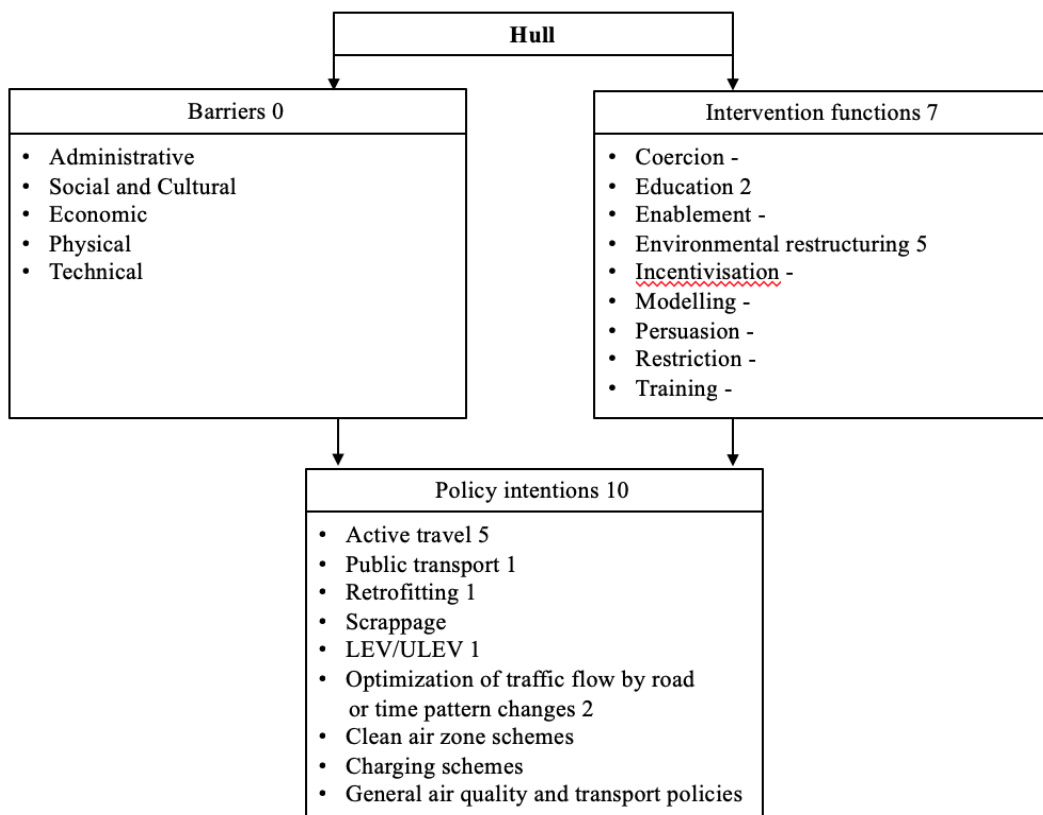 Hull
Barriers 0
• Administrative
• Social and Cultural
• Economic
• Physical
• Technical
Intervention functions 7
• Coercion -
• Education 2
• Enablement -
• Environmental restructuring 5
• Incentivisation -
• Modelling -
• Persuasion -
• Restriction -
• Training -
Policy intentions 10
• Active travel 5
• Public transport 1
• Retrofitting 1
• Scrappage
• LEV/ULEV 1
• Optimization of traffic flow by road
or time pattern changes 2
• Clean air zone schemes
• Charging schemes
• General air quality and transport policies